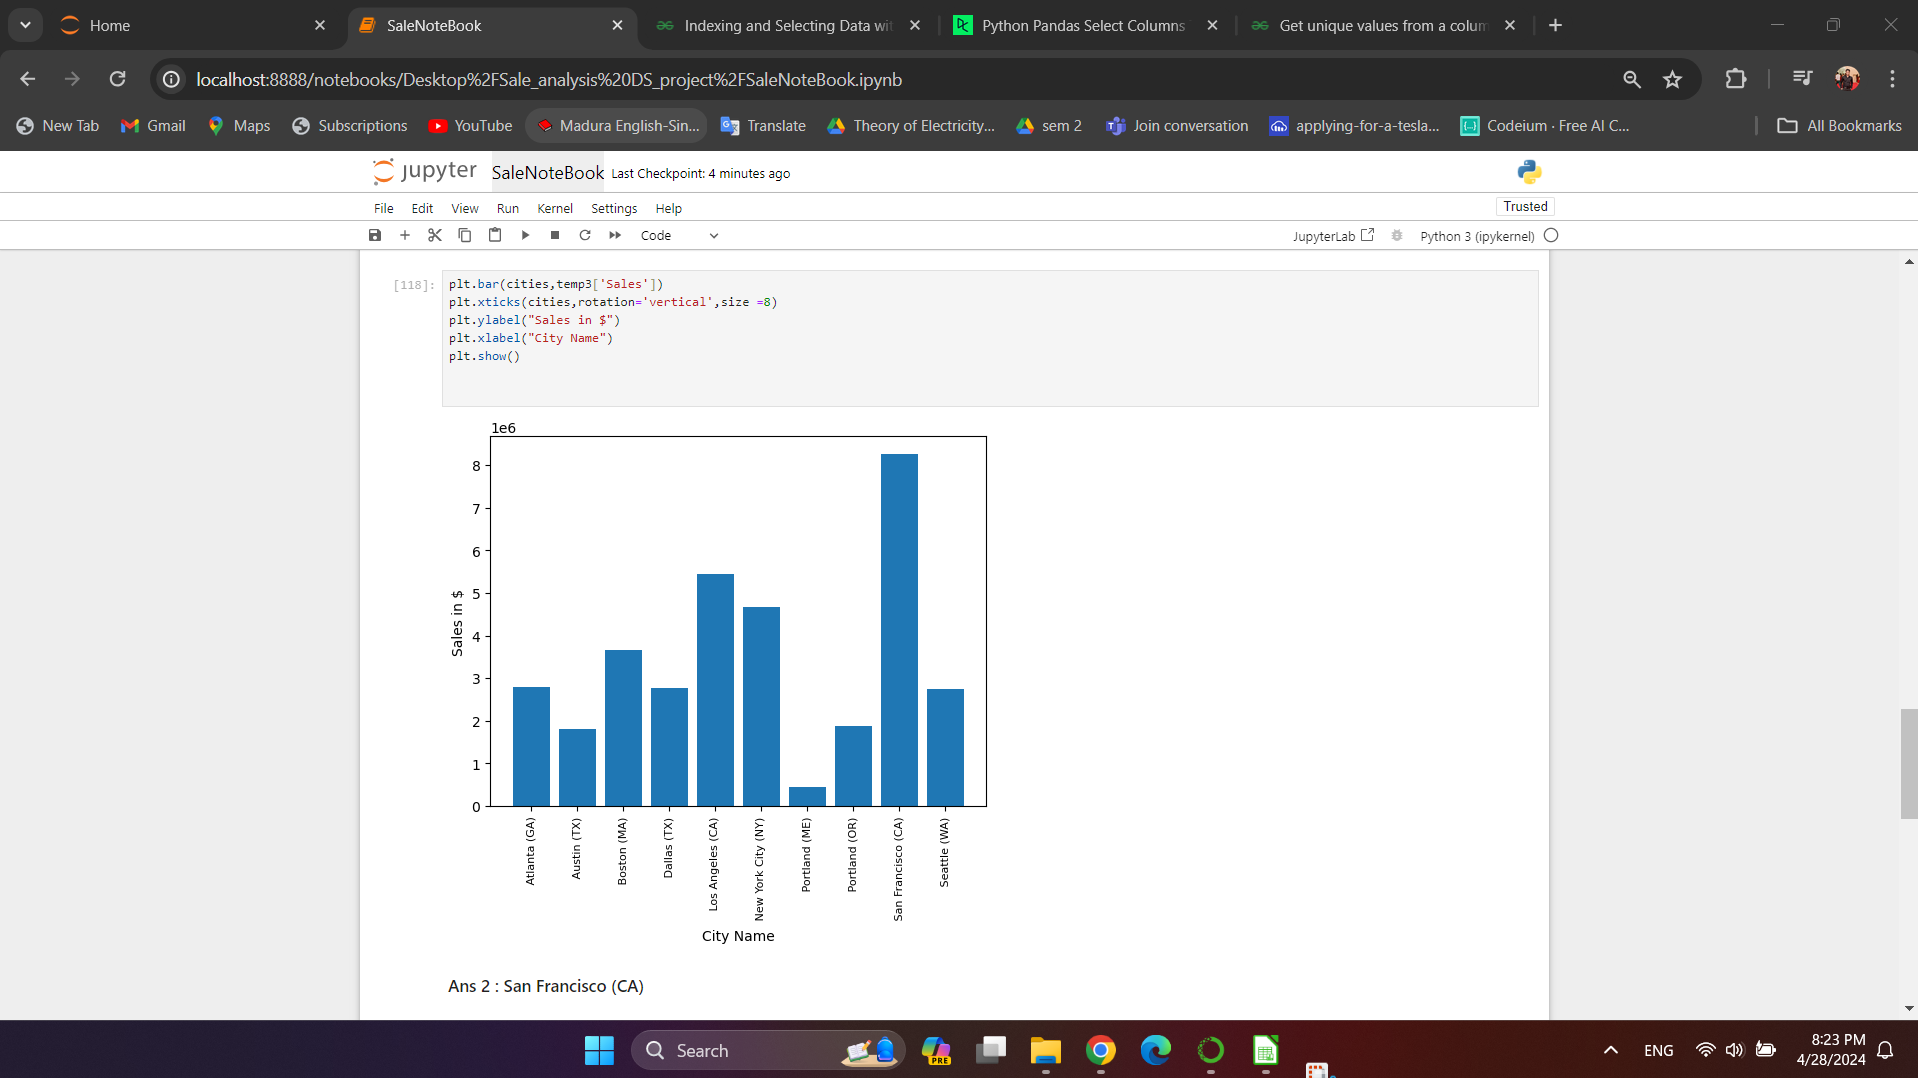 Home
SaleNoteBook
Indexing and Selecting Data wi
Python Pandas Select Columns
Get unique values from a colum
localhost:8888/notebooks/Desktop%2FSale_analysis%20DS_project%2FSaleNoteBook.ipynb
New Tab
Gmail
Maps
Subscriptions
YouTube
Madura English-Sin...
Translate
Theory of Electricity...
sem 2
Join conversation
applying-for-a-tesla...
Codeium · Free AI C...
All Bookmarks
jupyter SaleNoteBook Last Checkpoint: 4 minutes ago
File Edit View Run Kernel Settings Help
Trusted
Code
JupyterLab
Python 3 (ipykernel)
[118]:
plt.bar(cities,temp3['Sales'])
plt.xticks(cities,rotation='vertical',size =8)
plt.ylabel("Sales in $")
plt.xlabel("City Name")
plt.show()
1e6
8
7
6
5
4
3
2
1
0
Sales in $
Atlanta (GA)
Austin (TX)
Boston (MA)
Dallas (TX)
Los Angeles (CA)
New York City (NY)
Portland (ME)
Portland (OR)
San Francisco (CA)
Seattle (WA)
City Name
Ans 2 : San Francisco (CA)
Search
PRE
ENG
8:23 PM
4/28/2024